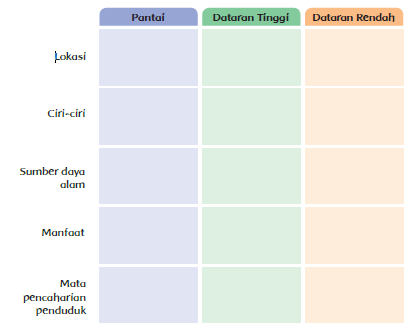 Pantai Dataran Tinggi Dataran Rendah
Lokasi
Ciri-ciri
Sumber daya
alam
Manfaat
Mata
pencaharian
penduduk